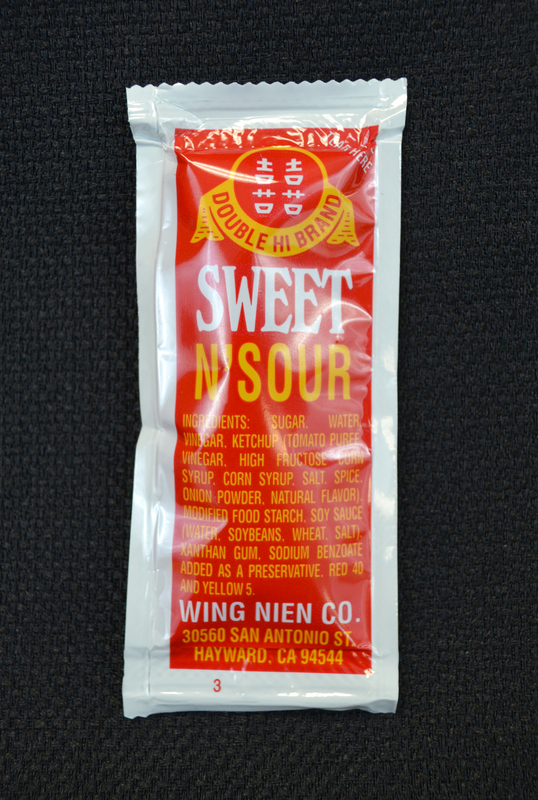 TEAR HERE
囍
DOUBLE HI BRAND
SWEET
N'SOUR
INGREDIENTS: SUGAR, WATER,
VINEGAR, KETCHUP (TOMATO PUREE,
VINEGAR, HIGH FRUCTOSE CORN
SYRUP, CORN SYRUP, SALT, SPICE,
ONION POWDER, NATURAL FLAVOR),
MODIFIED FOOD STARCH, SOY SAUCE
(WATER, SOYBEANS, WHEAT, SALT),
XANTHAN GUM, SODIUM BENZOATE
ADDED AS A PRESERVATIVE, RED 40
AND YELLOW 5.
WING NIEN CO.
30560 SAN ANTONIO ST.
HAYWARD, CA 94544
3